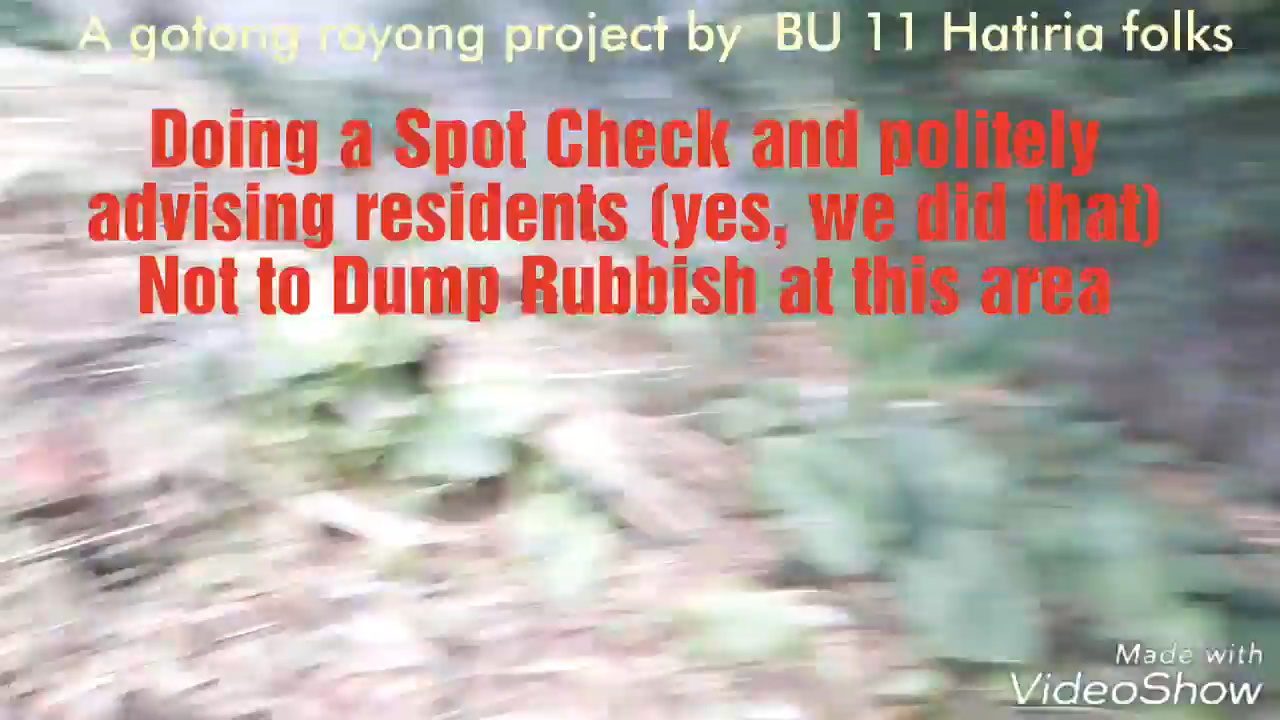 A gotong royong project by BU 11 Hatiria folks
Doing a Spot Check and politely
advising residents (yes, we did that)
Not to Dump Rubbish at this area
Made with
VideoShow